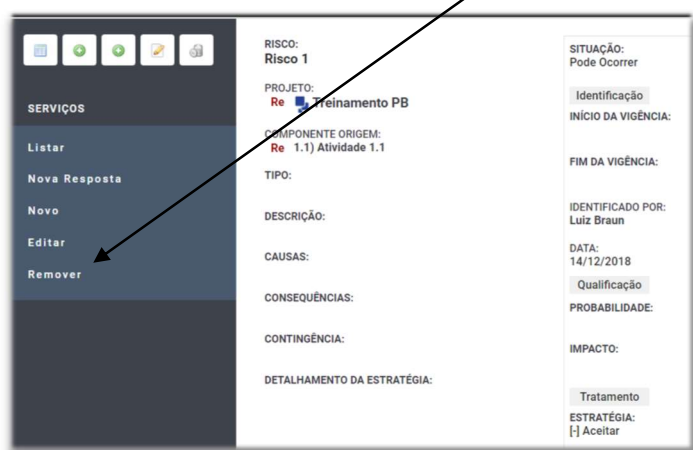 SERVIÇOS
Listar
Nova Resposta
Novo
Editar
Remover
RISCO:
Risco 1
PROJETO:
Re Treinamento PB
COMPONENTE ORIGEM:
Re 1.1) Atividade 1.1
TIPO:
DESCRIÇÃO:
CAUSAS:
CONSEQUÊNCIAS:
CONTINGÊNCIA:
DETALHAMENTO DA ESTRATÉGIA:
SITUAÇÃO:
Pode Ocorrer
Identificação
INÍCIO DA VIGÊNCIA:
FIM DA VIGÊNCIA:
IDENTIFICADO POR:
Luiz Braun
DATA:
14/12/2018
Qualificação
PROBABILIDADE:
IMPACTO:
Tratamento
ESTRATÉGIA:
[-] Aceitar